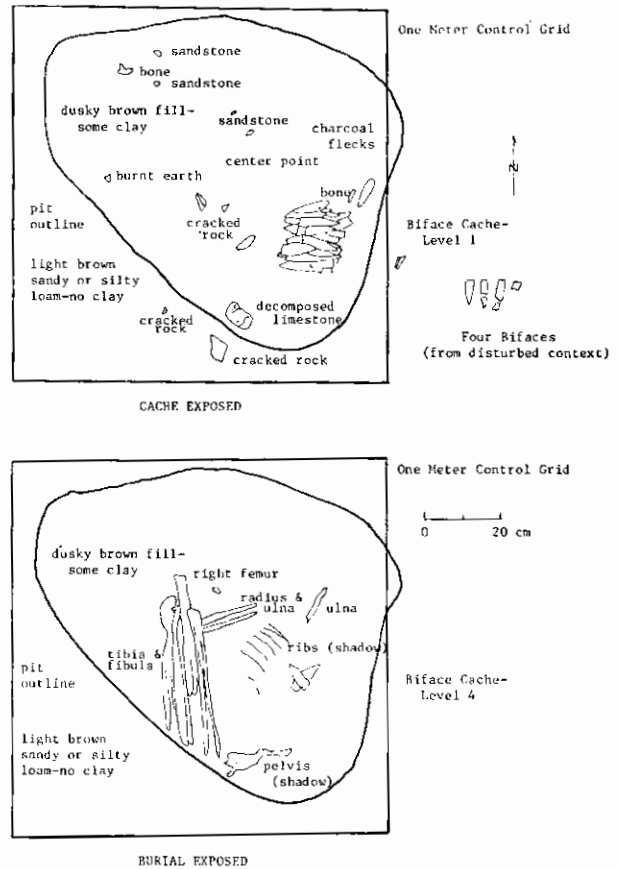 One Meter Control Grid
sandstone
bone
sandstone
dusky brown fill-
some clay
sandstone
charcoal
flecks
center point
N
burnt earth
bone
pit
outline
cracked
rock
Biface Cache-
Level 1
light brown
sandy or silty
loam-no clay
cracked
rock
decomposed
limestone
cracked rock
Four Bifaces
(from disturbed context)
CACHE EXPOSED
One Meter Control Grid
0 20 cm
dusky brown fill-
some clay
right femur
radius &
ulna
ulna
tibia &
fibula
ribs (shadow)
pit
outline
Biface Cache-
Level 4
light brown
sandy or silty
loam-no clay
pelvis
(shadow)
BURIAL EXPOSED